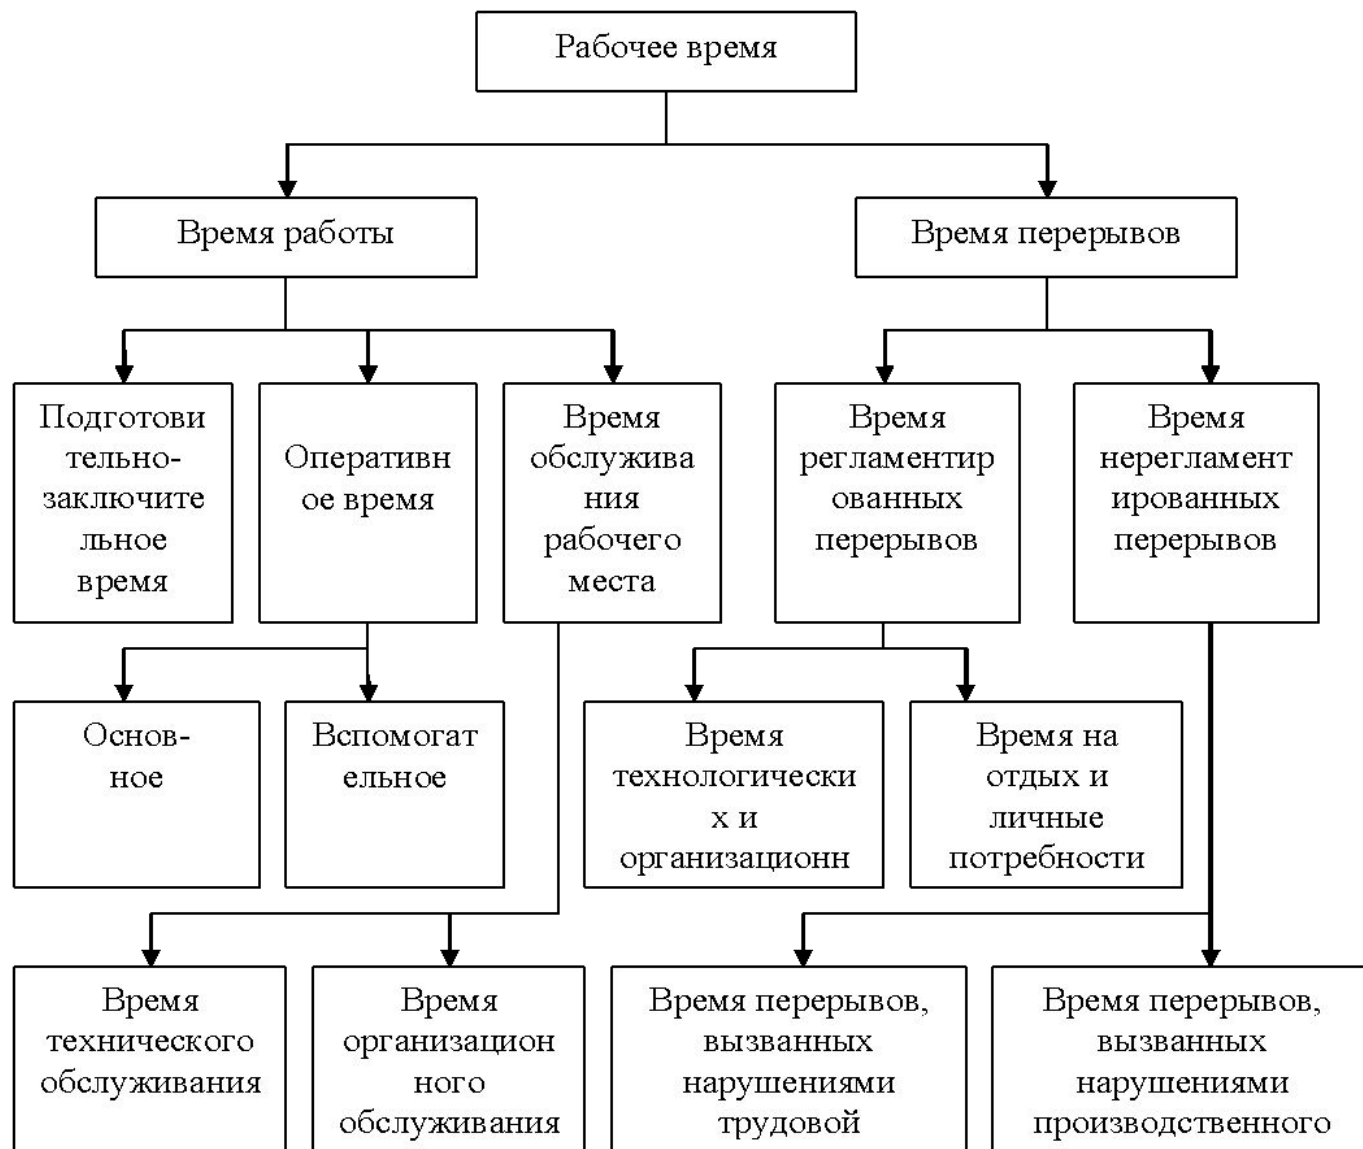 Рабочее время
Время работы
Время перерывов
Подготови
тельно-
заключите
льное
время
Оперативн
ое время
Время
обслужива
ния
рабочего
места
Время
регламентир
ованных
перерывов
Время
нерегламент
ированных
перерывов
Основ-
ное
Вспомогат
ельное
Время
технологически
х и
организационн
Время на
отдых и
личные
потребности
Время
технического
обслуживания
Время
организацион
ного
обслуживания
Время перерывов,
вызванных
нарушениями
трудовой
Время перерывов,
вызванных
нарушениями
производственного